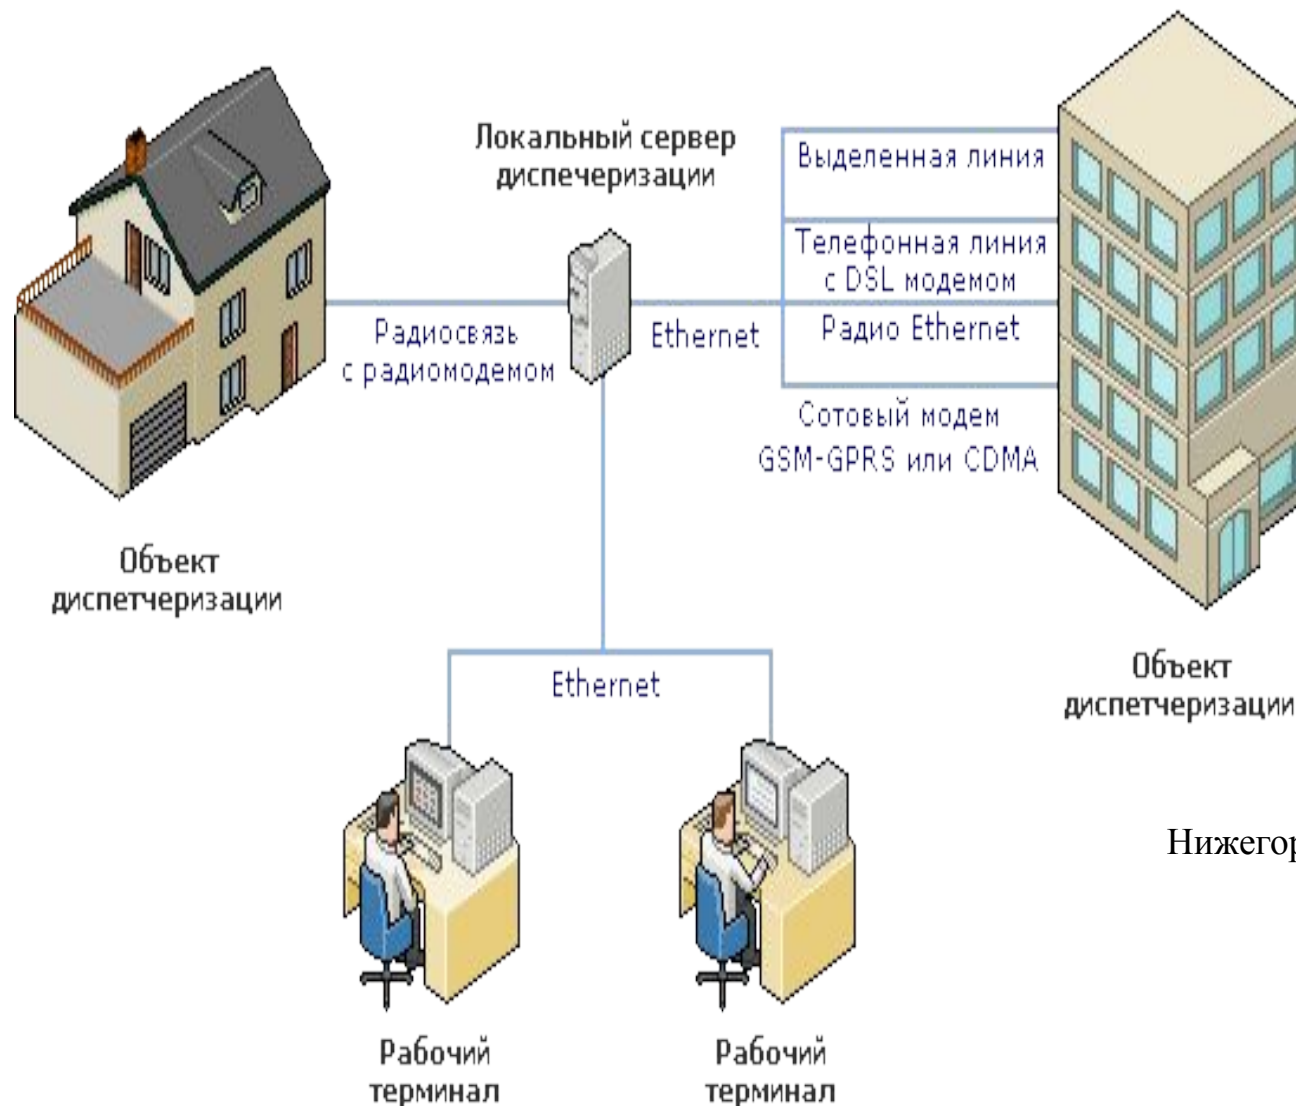 Локальный сервер
диспечеризации
Выделенная линия
Телефонная линия
с DSL модемом
Радио Ethernet
Сотовый модем
GSM-GPRS или CDMA
Ethernet
Радиосвязь
с радиомодемом
Объект
диспетчеризации
Объект
диспетчеризации
Ethernet
Нижегор
Рабочий
терминал
Рабочий
терминал